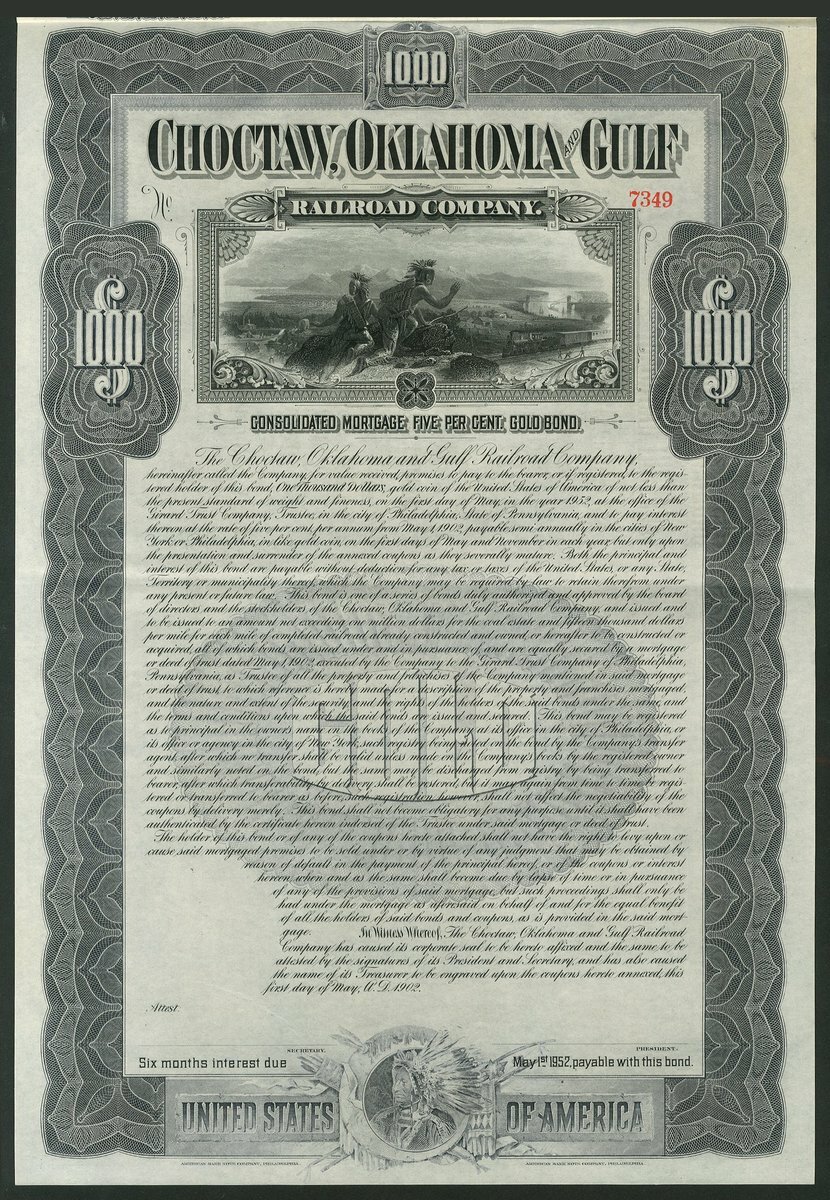 1000
CHOCTAW, OKLAHOMA AND GULF
No 7349
RAILROAD COMPANY.
$1000 $1000
CONSOLIDATED MORTGAGE FIVE PER CENT. GOLD BOND
The Choctaw, Oklahoma and Gulf Railroad Company,
hereinafter called the Company, for value received, promises to pay to the bearer, or if registered, to the regis-
tered holder of this bond, One Thousand Dollars, gold coin of the United States of America of not less than
the present standard of weight and fineness, on the first day of May, in the year 1952, at the office of the
Girard Trust Company, Trustee, in the city of Philadelphia, State of Pennsylvania, and to pay interest
thereon at the rate of five per cent. per annum from May 1, 1902, payable semi-annually in the cities of New
York or Philadelphia, in like gold coin, on the first days of May and November in each year, but only upon
the presentation and surrender of the annexed coupons as they severally mature. Both the principal and
interest of this bond are payable without deduction for any tax or taxes of the United States, or any State,
Territory or municipality thereof, which the Company may be required by law to retain therefrom under
any present or future law. This bond is one of a series of bonds duly authorized and approved by the board
of directors and the stockholders of the Choctaw, Oklahoma and Gulf Railroad Company, and issued and
to be issued to an amount not exceeding one million dollars for the coal estate and fifteen thousand dollars
per mile for each mile of completed railroad already constructed and owned, or hereafter to be constructed or
acquired, all of which bonds are issued under and in pursuance of and are equally secured by a mortgage
or deed of trust dated May 1, 1902, executed by the Company to the Girard Trust Company of Philadelphia,
Pennsylvania, as Trustee of all the property and franchises of the Company mentioned in said mortgage
or deed of trust, to which reference is hereby made for a description of the property and franchises mortgaged,
and the nature and extent of the security, and the rights of the holders of the said bonds under the same, and
the terms and conditions upon which the said bonds are issued and secured. This bond may be registered
as to principal in the owner's name on the books of the Company, at its office in the city of Philadelphia, or
its office or agency in the city of New York, such registry being noted on the bond by the Company's transfer
agent, after which no transfer shall be valid unless made on the Company's books by the registered owner
and similarly noted on the bond, but the same may be discharged from registry by being transferred to
bearer, after which transferability by delivery shall be restored, and it may again from time to time be regis-
tered or transferred to bearer as before, such registration however, shall not affect the negotiability of the
coupons by delivery merely. This bond shall not become obligatory for any purpose until it shall have been
authenticated by the certificate hereon indorsed of the Trustee under said mortgage or deed of trust.
The holder of this bond or of any of the coupons hereto attached shall not have the right to levy upon or
cause said mortgaged premises to be sold under or by virtue of any judgment that may be obtained by
reason of default in the payment of the principal hereof, or of the coupons or interest
hereon, when and as the same shall become due by lapse of time or in pursuance
of any of the provisions of said mortgage, but such proceedings shall only be
had under the mortgage as aforesaid on behalf of and for the equal benefit
of all the holders of said bonds and coupons, as is provided in the said mort-
gage. In Witness Whereof, The Choctaw, Oklahoma and Gulf Railroad
Company has caused its corporate seal to be hereto affixed and the same to be
attested by the signatures of its President and Secretary, and has also caused
the name of its Treasurer to be engraved upon the coupons hereto annexed, this
first day of May, A.D. 1902.
Attest:
SECRETARY. PRESIDENT.
Six months interest due May 1st 1952, payable with this bond.
UNITED STATES OF AMERICA
AMERICAN BANK NOTE COMPANY, PHILADELPHIA. AMERICAN BANK NOTE COMPANY, PHILADELPHIA.
GOLD